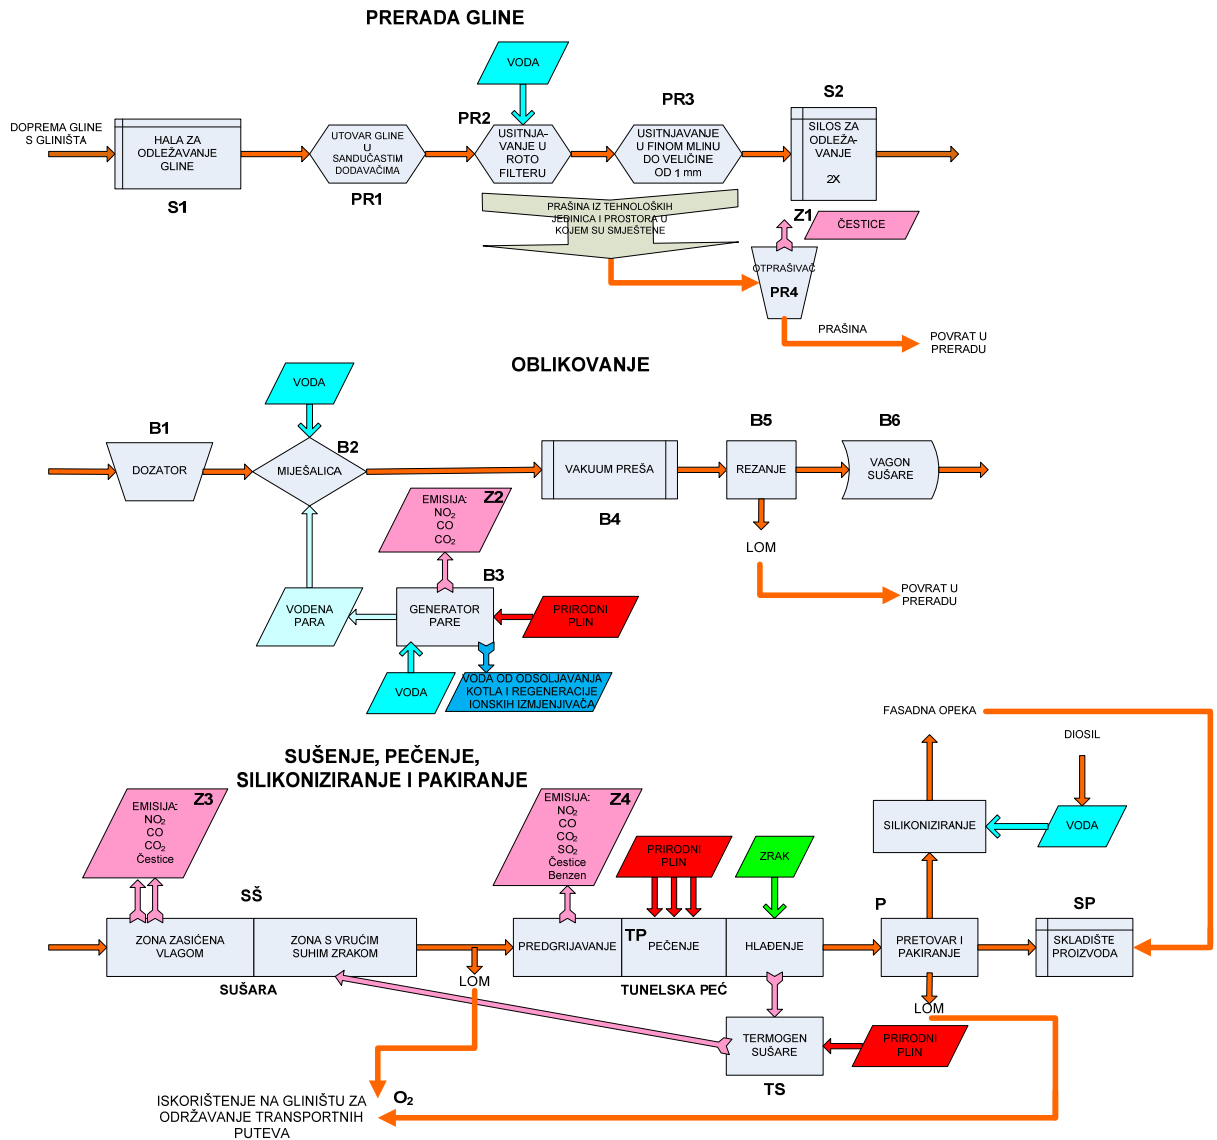 PRERADA GLINE
VODA
DOPREMA GLINE
S GLINIŠTA
HALA ZA
ODLEŽAVANJE
GLINE
S1
UTOVAR GLINE
U
SANDUČASTIM
DODAVAČIMA
PR1
PR2
USITNJA-
VANJE U
ROTO
FILTERU
PR3
USITNJAVANJE
U FINOM MLINU
DO VELIČINE
OD 1 mm
S2
SILOS ZA
ODLEŽA-
VANJE
2X
PRAŠINA IZ TEHNOLOŠKIH
JEDINICA I PROSTORA U
KOJEM SU SMJEŠTENE
Z1
ČESTICE
OTPRAŠIVAČ
PR4
PRAŠINA
POVRAT U
PRERADU
OBLIKOVANJE
VODA
B1
DOZATOR
B2
MIJEŠALICA
VAKUUM PREŠA
B4
B5
REZANJE
LOM
POVRAT U
PRERADU
B6
VAGON
SUŠARE
EMISIJA:
NO₂
CO
CO₂
Z2
B3
GENERATOR
PARE
VODENA
PARA
PRIRODNI
PLIN
VODA
VODA OD ODSOLJAVANJA
KOTLA I REGENERACIJE
IONSKIH IZMJENJIVAČA
SUŠENJE, PEČENJE,
SILIKONIZIRANJE I PAKIRANJE
FASADNA OPEKA
DIOSIL
EMISIJA:
NO₂
CO
CO₂
Čestice
Z3
EMISIJA:
NO₂
CO
CO₂
SO₂
Čestice
Benzen
Z4
PRIRODNI
PLIN
ZRAK
SILIKONIZIRANJE
VODA
SŠ
ZONA ZASIĆENA
VLAGOM
ZONA S VRUĆIM
SUHIM ZRAKOM
SUŠARA
LOM
PREDGRIJAVANJE
TP
PEČENJE
HLAĐENJE
TUNELSKA PEĆ
P
PRETOVAR I
PAKIRANJE
LOM
SP
SKLADIŠTE
PROIZVODA
TERMOGEN
SUŠARE
TS
PRIRODNI
PLIN
O₂
ISKORIŠTENJE NA GLINIŠTU ZA
ODRŽAVANJE TRANSPORTNIH
PUTEVA